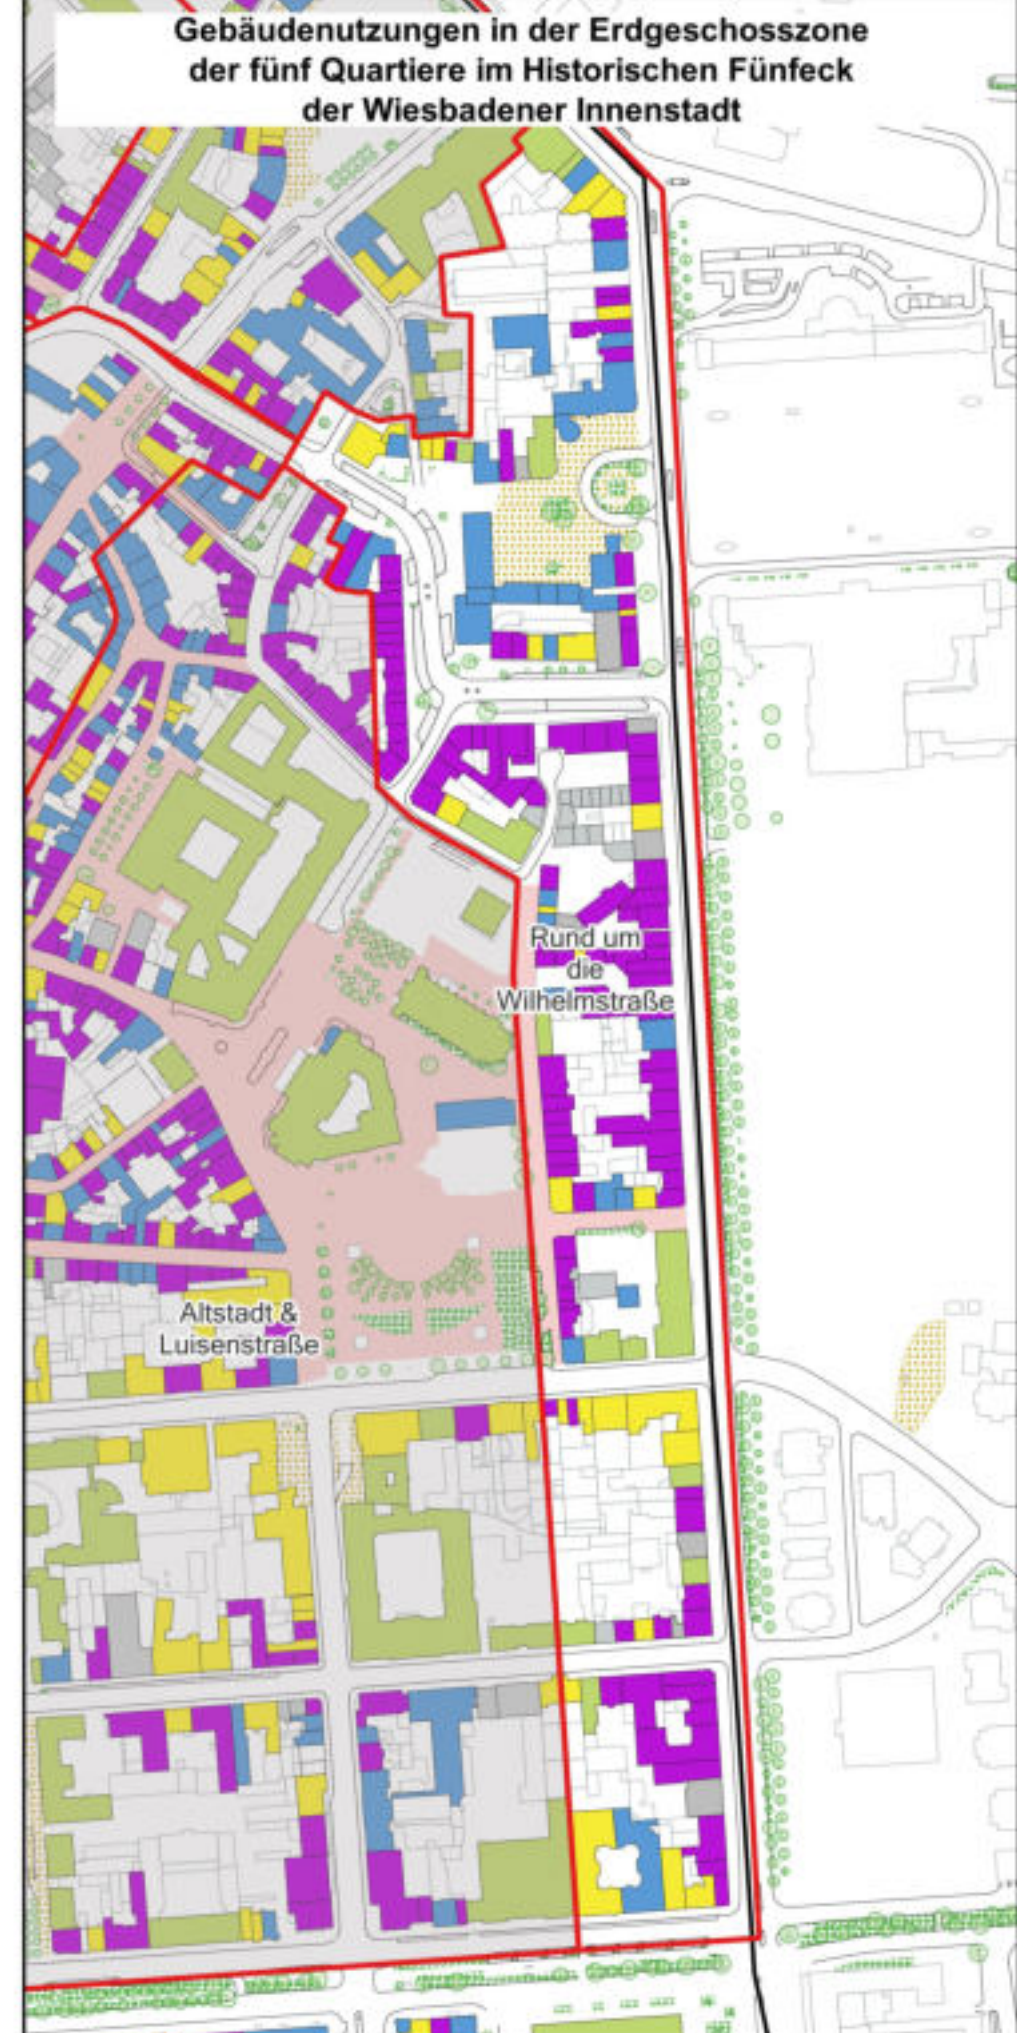 Gebäudenutzungen in der Erdgeschosszone
der fünf Quartiere im Historischen Fünfeck
der Wiesbadener Innenstadt
Rund um
die
Wilhelmstraße
Altstadt &
Luisenstraße